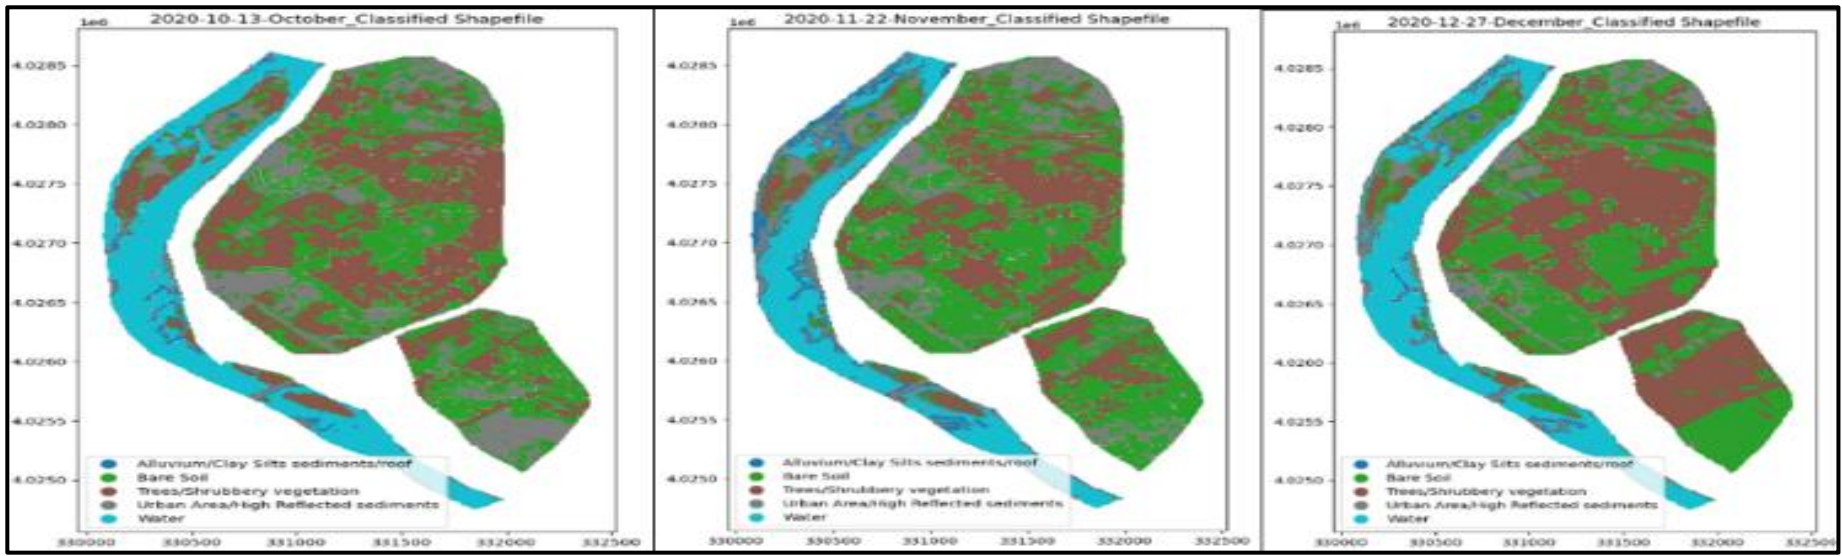 2020-10-13-October_Classified Shapefile
1e6
4.0285
4.0280
4.0275
4.0270
4.0265
4.0260
4.0255
4.0250
Alluvium/Clay Silts sediments/roof
Bare Soil
Trees/Shrubbery vegetation
Urban Area/High Reflected sediments
Water
330000 330500 331000 331500 332000 332500
2020-11-22-November_Classified Shapefile
1e6
4.0285
4.0280
4.0275
4.0270
4.0265
4.0260
4.0255
4.0250
Alluvium/Clay Silts sediments/roof
Bare Soil
Trees/Shrubbery vegetation
Urban Area/High Reflected sediments
Water
330000 330500 331000 331500 332000 332500
2020-12-27-December_Classified Shapefile
1e6
4.0285
4.0280
4.0275
4.0270
4.0265
4.0260
4.0255
4.0250
Alluvium/Clay Silts sediments/roof
Bare Soil
Trees/Shrubbery vegetation
Urban Area/High Reflected sediments
Water
330000 330500 331000 331500 332000 332500